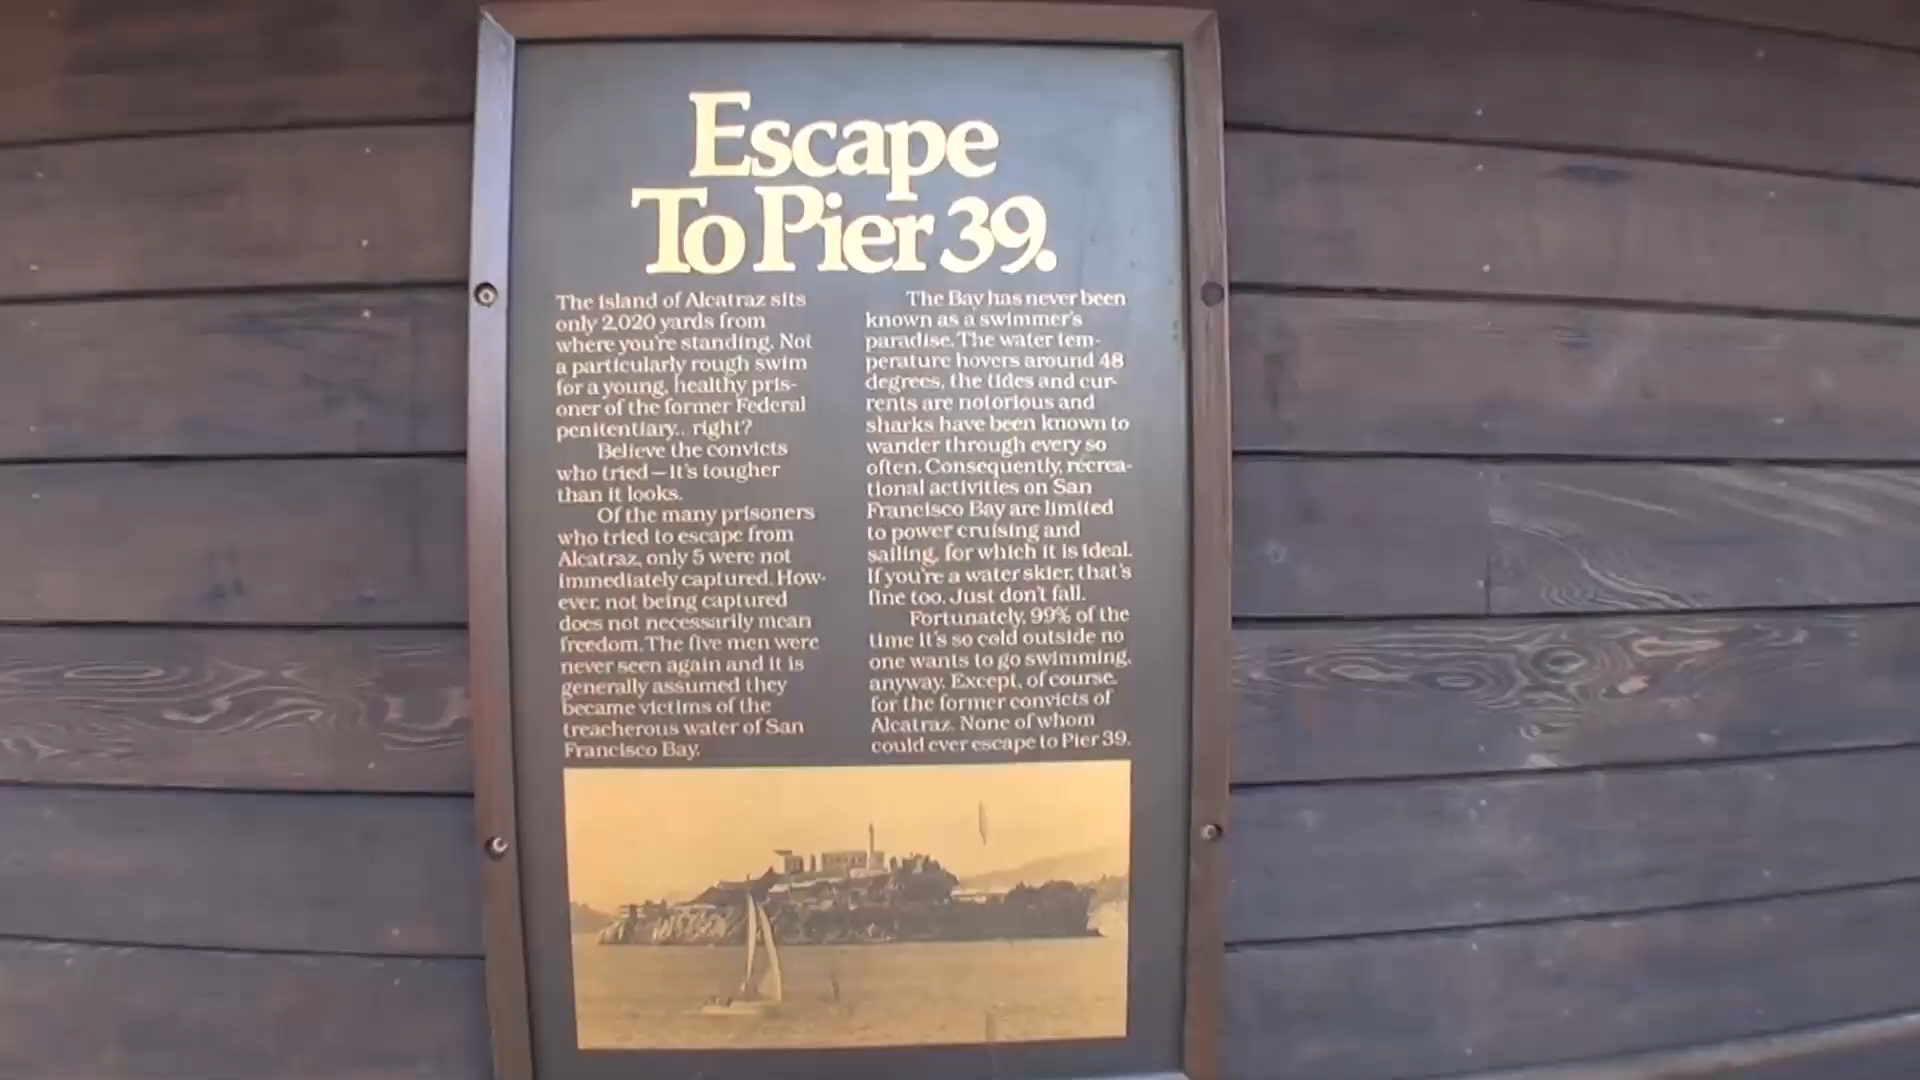 Escape
To Pier 39.
The island of Alcatraz sits
only 2,020 yards from
where you're standing. Not
a particularly rough swim
for a young, healthy pris-
oner of the former Federal
penitentiary.. right?
Believe the convicts
who tried—it's tougher
than it looks.
Of the many prisoners
who tried to escape from
Alcatraz, only 5 were not
immediately captured. How-
ever, not being captured
does not necessarily mean
freedom. The five men were
never seen again and it is
generally assumed they
became victims of the
treacherous water of San
Francisco Bay.
The Bay has never been
known as a swimmer's
paradise. The water tem-
perature hovers around 48
degrees, the tides and cur-
rents are notorious and
sharks have been known to
wander through every so
often. Consequently, recrea-
tional activities on San
Francisco Bay are limited
to power cruising and
sailing, for which it is ideal.
If you're a water skier, that's
fine too. Just don't fall.
Fortunately, 99% of the
time it's so cold outside no
one wants to go swimming,
anyway. Except, of course,
for the former convicts of
Alcatraz. None of whom
could ever escape to Pier 39.